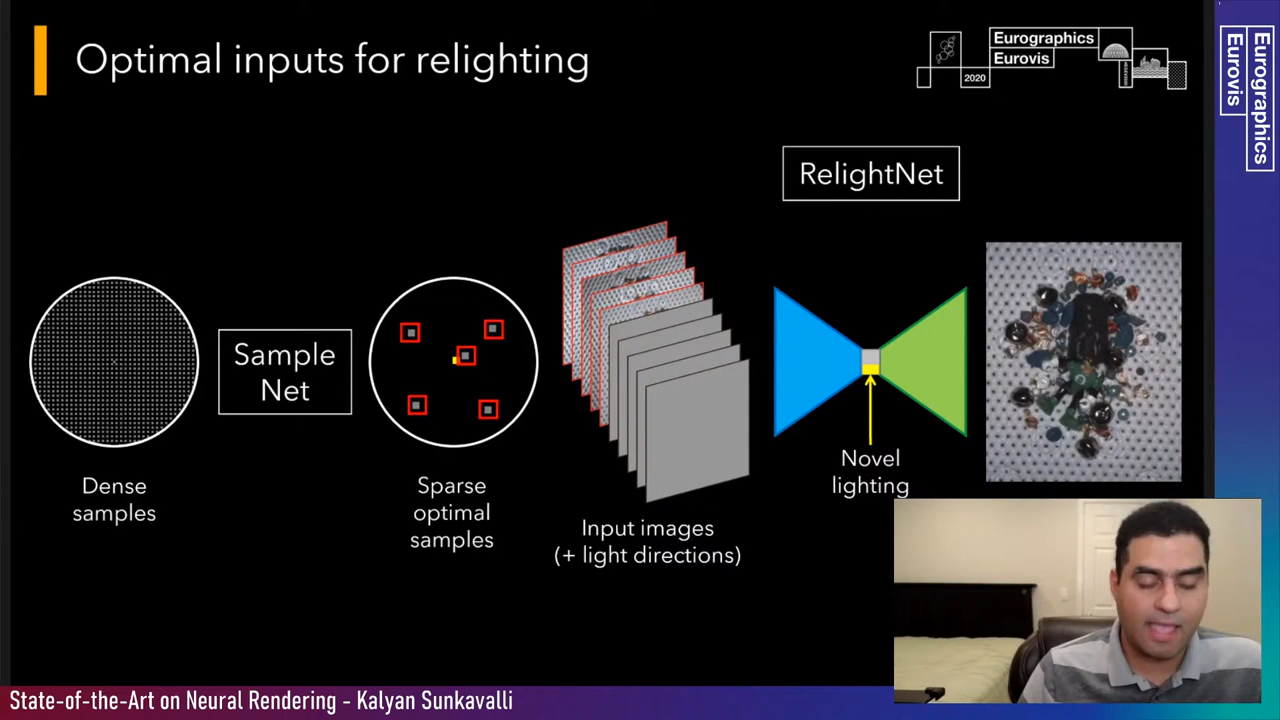 Optimal inputs for relighting
Eurographics
Eurovis
2020
Eurographics
Eurovis
RelightNet
Sample
Net
Dense
samples
Sparse
optimal
samples
Input images
(+ light directions)
Novel
lighting
State-of-the-Art on Neural Rendering - Kalyan Sunkavalli